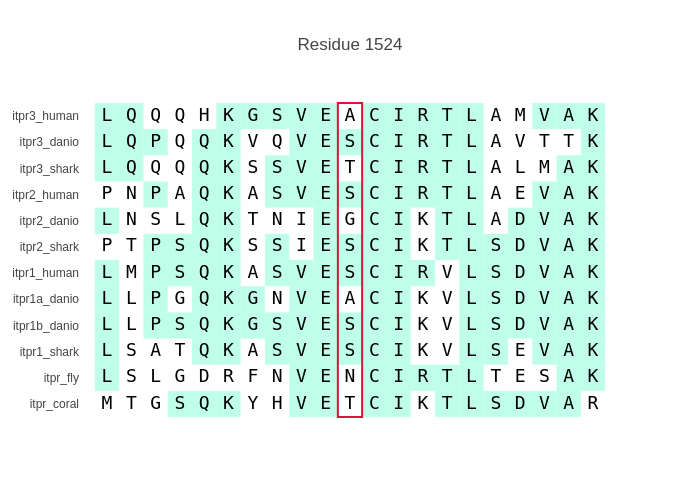 Residue 1524
itpr3_human L Q Q Q H K G S V E A C I R T L A M V A K
itpr3_danio L Q P Q Q K V Q V E S C I R T L A V T T K
itpr3_shark L Q Q Q Q K S S V E T C I R T L A L M A K
itpr2_human P N P A Q K A S V E S C I R T L A E V A K
itpr2_danio L N S L Q K T N I E G C I K T L A D V A K
itpr2_shark P T P S Q K S S I E S C I K T L S D V A K
itpr1_human L M P S Q K A S V E S C I R V L S D V A K
itpr1a_danio L L P G Q K G N V E A C I K V L S D V A K
itpr1b_danio L L P S Q K G S V E S C I K V L S D V A K
itpr1_shark L S A T Q K A S V E S C I K V L S E V A K
itpr_fly L S L G D R F N V E N C I R T L T E S A K
itpr_coral M T G S Q K Y H V E T C I K T L S D V A R